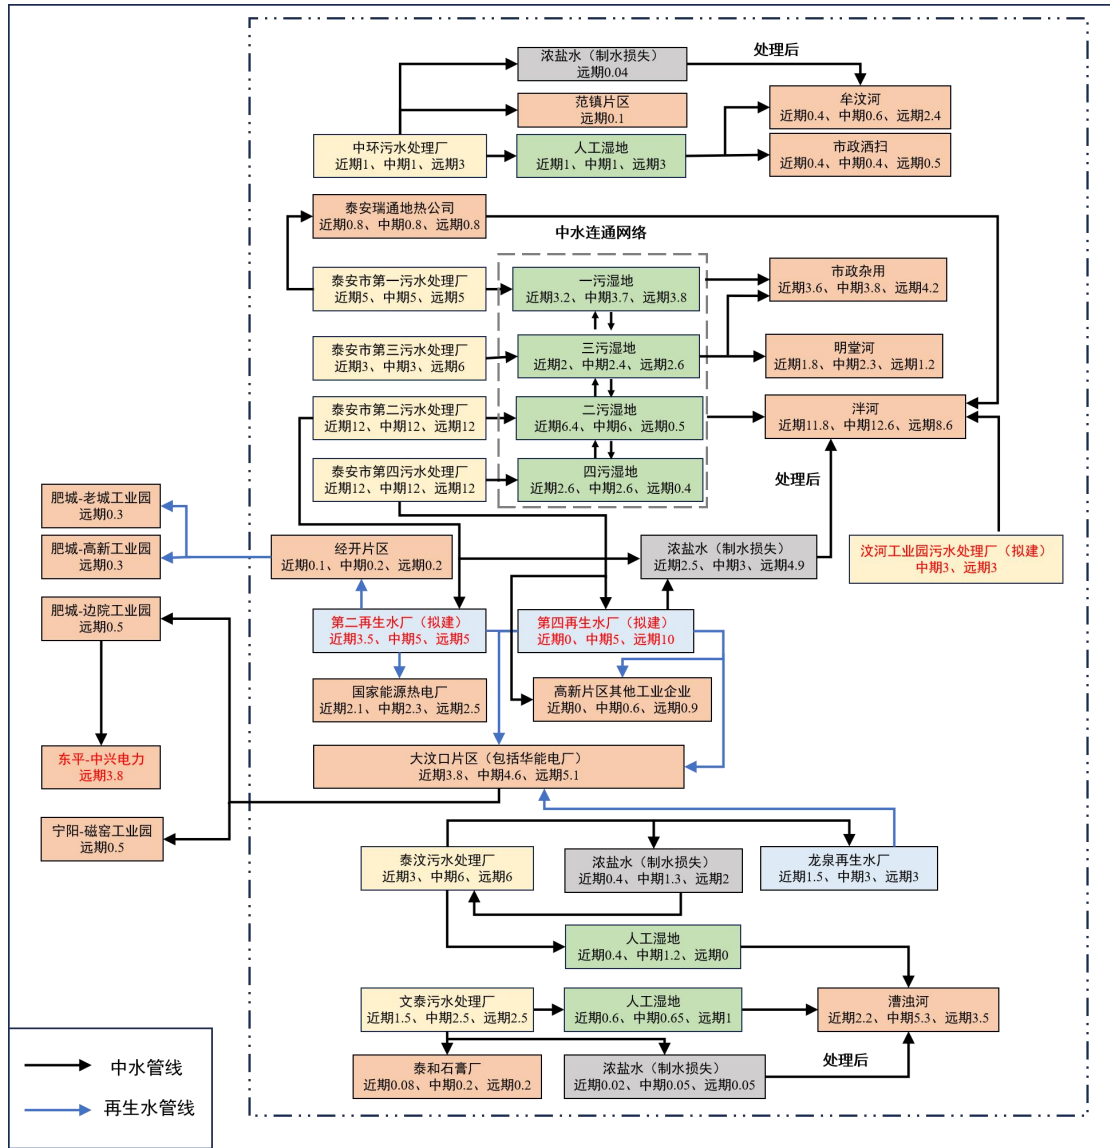 浓盐水（制水损失）
远期0.04
处理后
范镇片区
远期0.1
牟汶河
近期0.4、中期0.6、远期2.4
中环污水处理厂
近期1、中期1、远期3
人工湿地
近期1、中期1、远期3
市政洒扫
近期0.4、中期0.4、远期0.5
泰安瑞通地热公司
近期0.8、中期0.8、远期0.8
中水连通网络
泰安市第一污水处理厂
近期5、中期5、远期5
一污湿地
近期3.2、中期3.7、远期3.8
市政杂用
近期3.6、中期3.8、远期4.2
泰安市第三污水处理厂
近期3、中期3、远期6
三污湿地
近期2、中期2.4、远期2.6
明堂河
近期1.8、中期2.3、远期1.2
泰安市第二污水处理厂
近期12、中期12、远期12
二污湿地
近期6.4、中期6、远期0.5
泮河
近期11.8、中期12.6、远期8.6
泰安市第四污水处理厂
近期12、中期12、远期12
四污湿地
近期2.6、中期2.6、远期0.4
处理后
肥城-老城工业园
远期0.3
肥城-高新工业园
远期0.3
经开片区
近期0.1、中期0.2、远期0.2
浓盐水（制水损失）
近期2.5、中期3、远期4.9
汶河工业园污水处理厂（拟建）
中期3、远期3
肥城-边院工业园
远期0.5
第二再生水厂（拟建）
近期3.5、中期5、远期5
第四再生水厂（拟建）
近期0、中期5、远期10
国家能源热电厂
近期2.1、中期2.3、远期2.5
高新片区其他工业企业
近期0、中期0.6、远期0.9
东平-中兴电力
远期3.8
大汶口片区（包括华能电厂）
近期3.8、中期4.6、远期5.1
宁阳-磁窑工业园
远期0.5
泰汶污水处理厂
近期3、中期6、远期6
浓盐水（制水损失）
近期0.4、中期1.3、远期2
龙泉再生水厂
近期1.5、中期3、远期3
人工湿地
近期0.4、中期1.2、远期0
文泰污水处理厂
近期1.5、中期2.5、远期2.5
人工湿地
近期0.6、中期0.65、远期1
漕浊河
近期2.2、中期5.3、远期3.5
泰和石膏厂
近期0.08、中期0.2、远期0.2
浓盐水（制水损失）
近期0.02、中期0.05、远期0.05
处理后
中水管线
再生水管线